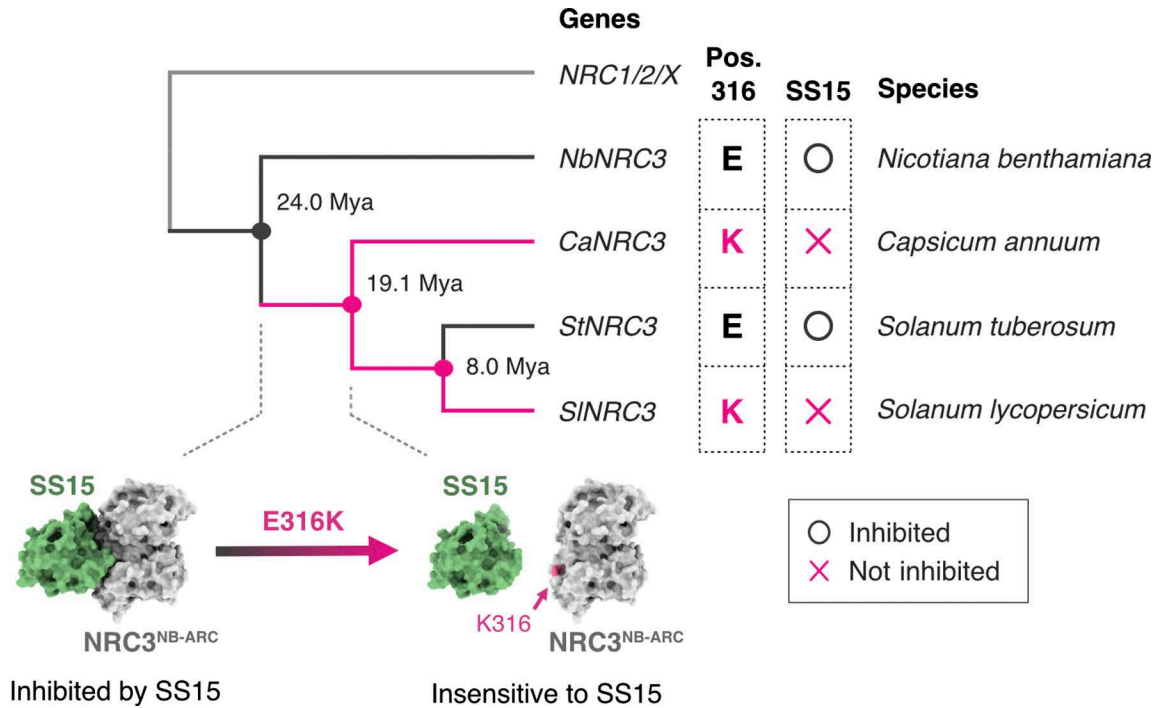 Genes
Pos.
316 SS15 Species
NRC1/2/X
NbNRC3 E Nicotiana benthamiana
24.0 Mya
CaNRC3 K Capsicum annuum
19.1 Mya
StNRC3 E Solanum tuberosum
8.0 Mya
SlNRC3 K Solanum lycopersicum
SS15 SS15
E316K
Inhibited
Not inhibited
K316
NRC3NB-ARC NRC3NB-ARC
Inhibited by SS15 Insensitive to SS15